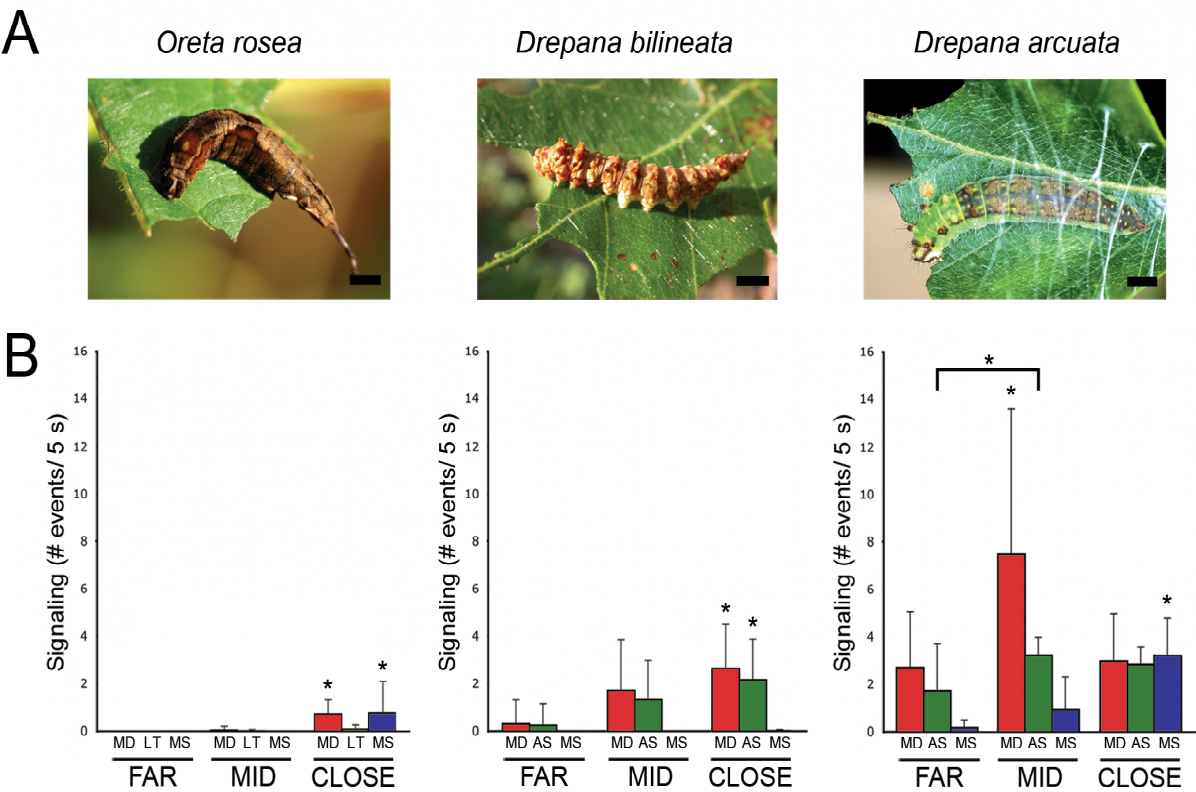 A
Oreta rosea
Drepana bilineata
Drepana arcuata
B
Signaling (# events/ 5 s)
16
14
12
10
8
6
4
2
0
*
*
MD LT MS
MD LT MS
MD LT MS
FAR
MID
CLOSE
Signaling (# events/ 5 s)
16
14
12
10
8
6
4
2
0
*
*
MD AS MS
MD AS MS
MD AS MS
FAR
MID
CLOSE
Signaling (# events/ 5 s)
16
14
12
10
8
6
4
2
0
*
*
*
MD AS MS
MD AS MS
MD AS MS
FAR
MID
CLOSE